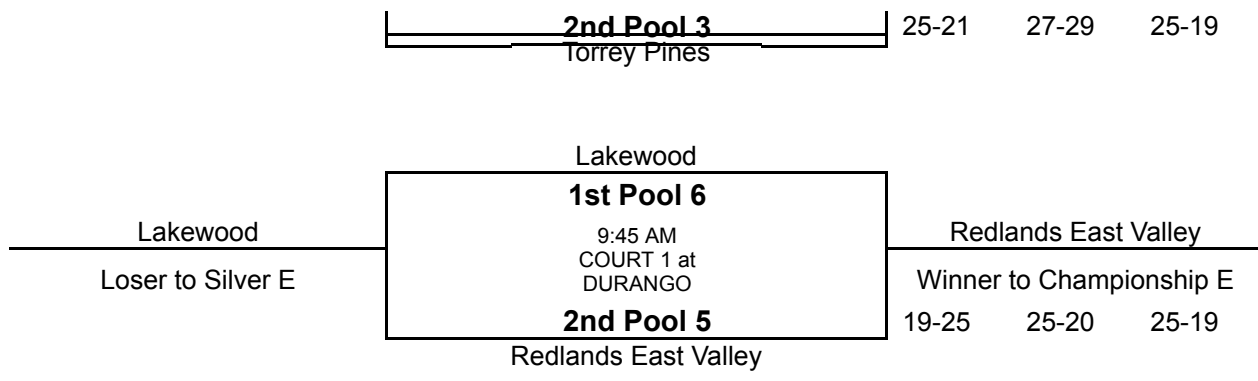 2nd Pool 3 25-21 27-29 25-19
Torrey Pines
Lakewood
1st Pool 6
Lakewood 9:45 AM Redlands East Valley
COURT 1 at
Loser to Silver E DURANGO Winner to Championship E
2nd Pool 5 19-25 25-20 25-19
Redlands East Valley